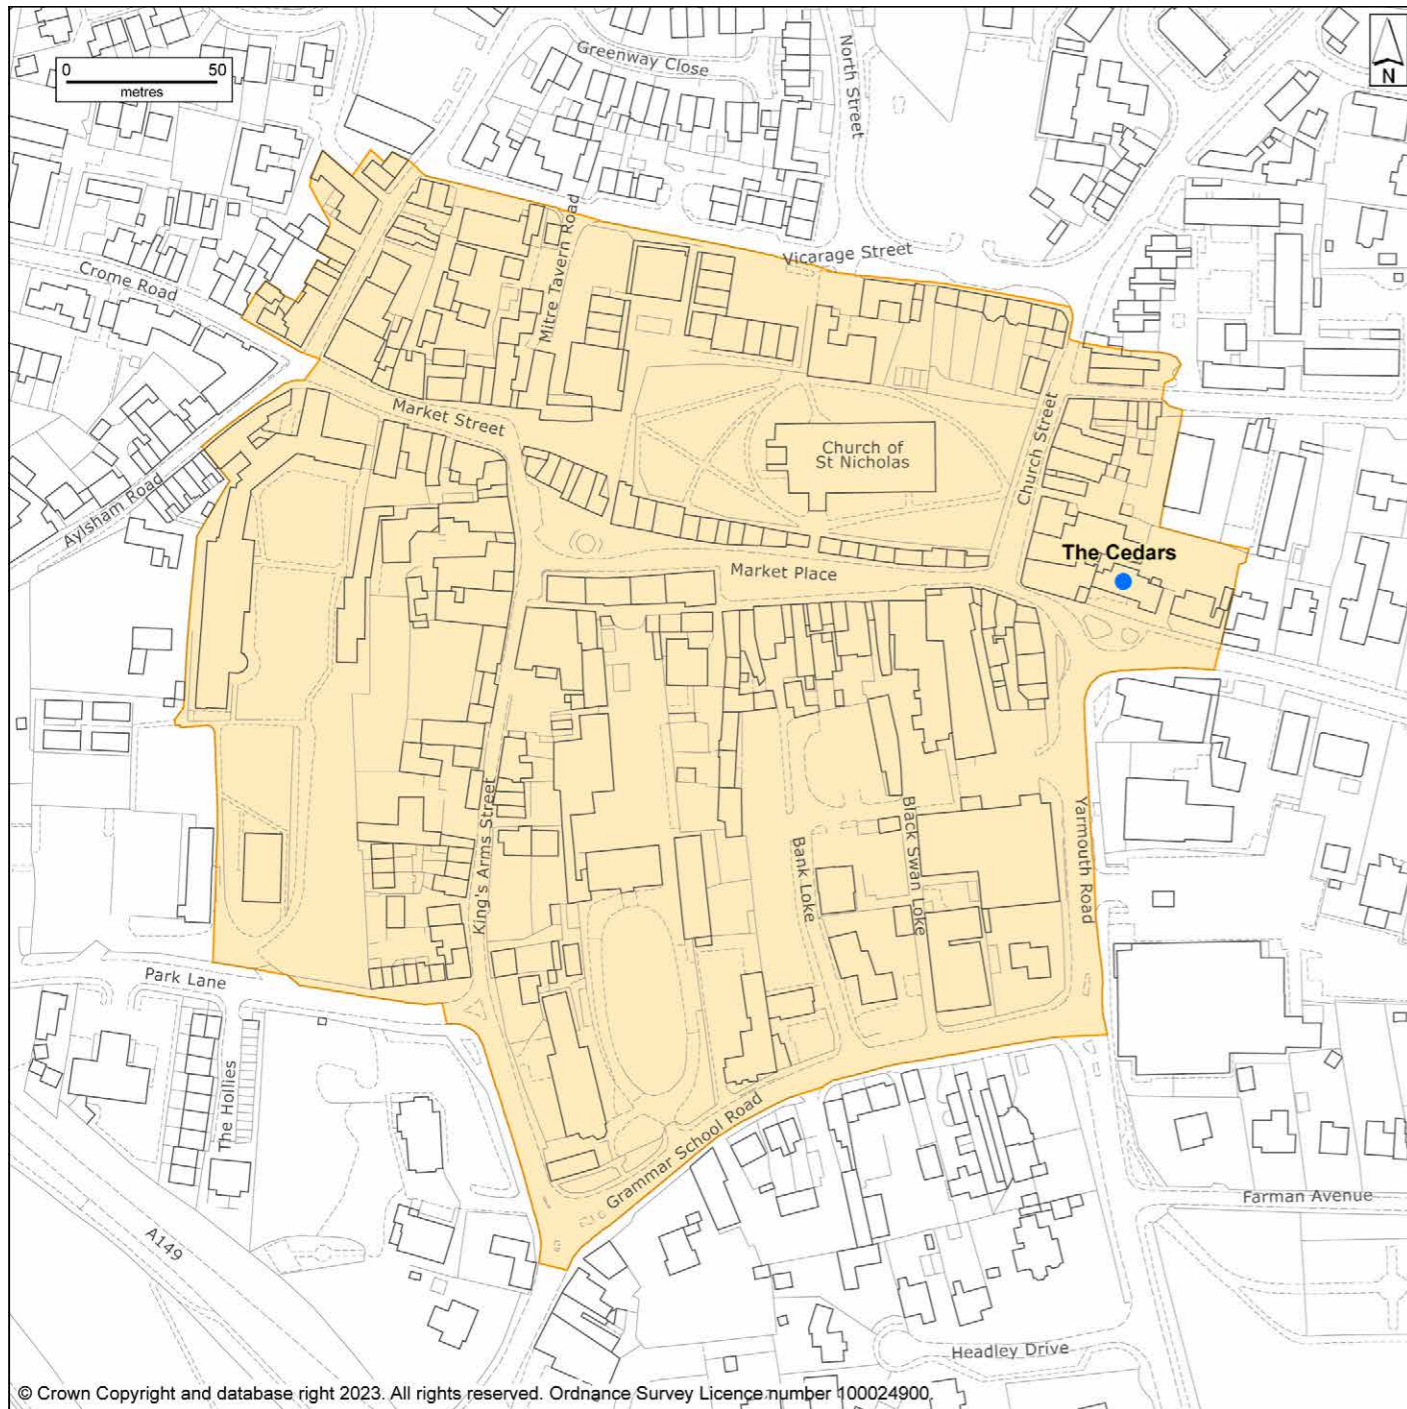 0 50
metres
Greenway Close
North Street
N
Mitre Tavern Road
Vicarage Street
Crome Road
Market Street
Church of
St Nicholas
Church Street
Aylsham Road
The Cedars
Market Place
King's Arms Street
Bank Loke
Black Swan Loke
Yarmouth Road
Park Lane
The Hollies
Grammar School Road
A149
Farman Avenue
Headley Drive
© Crown Copyright and database right 2023. All rights reserved. Ordnance Survey Licence number 100024900.